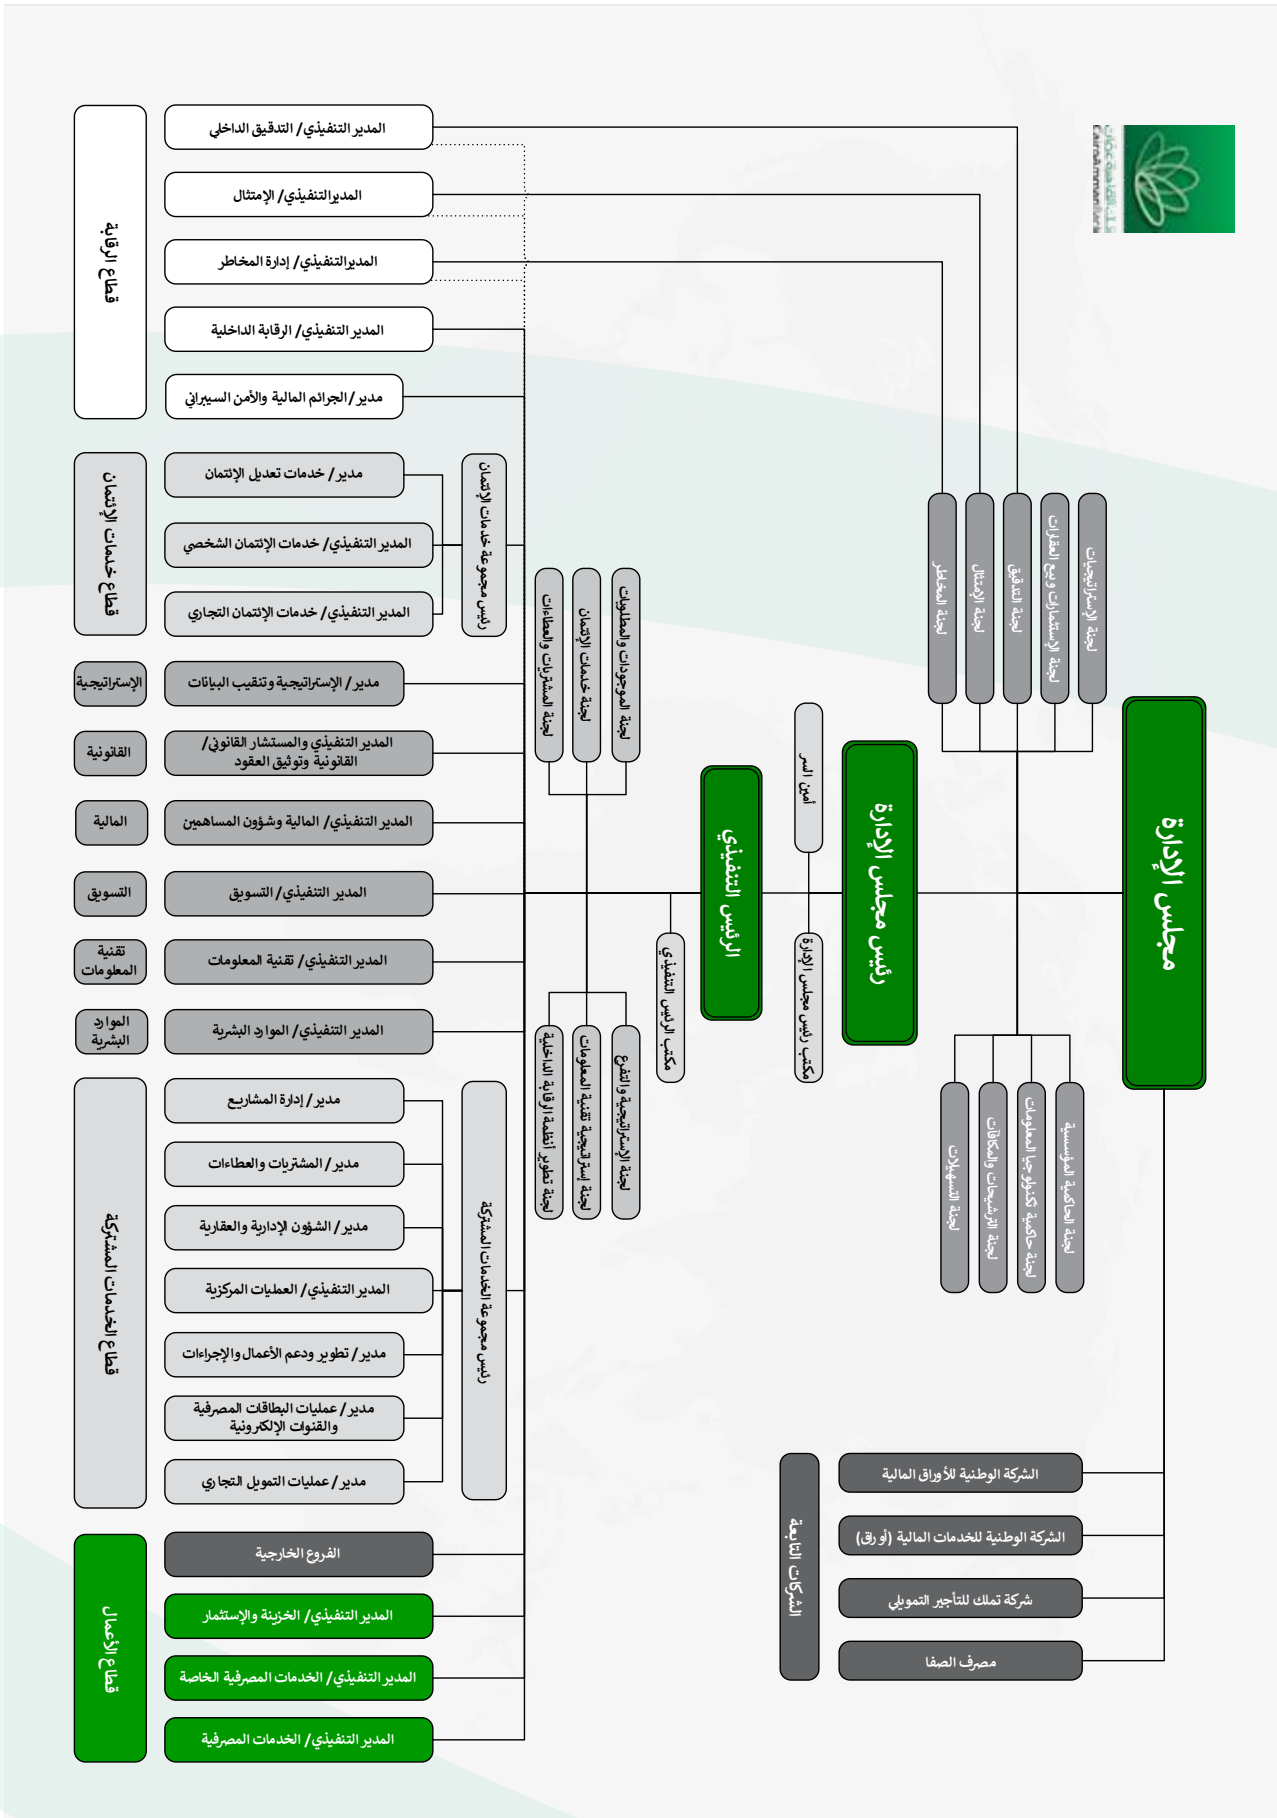 بنك القاهرة عمان
CairoAmmanBank
مجلس الإدارة
لجنة الإستراتيجيات
لجنة الإستثمارات وبيع العقارات
لجنة التدقيق
لجنة الإمتثال
لجنة المخاطر
لجنة الحاكمية المؤسسية
لجنة حاكمية تكنولوجيا المعلومات
لجنة الترشيحات والمكافآت
لجنة التسهيلات
رئيس مجلس الإدارة
أمين السر
مكتب رئيس مجلس الإدارة
الرئيس التنفيذي
مكتب الرئيس التنفيذي
لجنة الموجودات والمطلوبات
لجنة خدمات الإئتمان
لجنة المشتريات والعطاءات
لجنة الإستراتيجية والتفرع
لجنة إستراتيجية تقنية المعلومات
لجنة تطوير أنظمة الرقابة الداخلية
قطاع الرقابة
المدير التنفيذي/ التدقيق الداخلي
المديرالتنفيذي/ الإمتثال
المديرالتنفيذي/ إدارة المخاطر
المدير التنفيذي/ الرقابة الداخلية
مدير/ الجرائم المالية والأمن السيبراني
قطاع خدمات الإئتمان
رئيس مجموعة خدمات الإئتمان
مدير/ خدمات تعديل الإئتمان
المدير التنفيذي/ خدمات الإئتمان الشخصي
المدير التنفيذي/ خدمات الإئتمان التجاري
الإستراتيجية
مدير/ الإستراتيجية وتنقيب البيانات
القانونية
المدير التنفيذي والمستشار القانوني/
القانونية وتوثيق العقود
المالية
المدير التنفيذي/ المالية وشؤون المساهمين
التسويق
المدير التنفيذي/ التسويق
تقنية
المعلومات
المدير التنفيذي/ تقنية المعلومات
الموارد
البشرية
المدير التنفيذي/ الموارد البشرية
قطاع الخدمات المشتركة
رئيس مجموعة الخدمات المشتركة
مدير/ إدارة المشاريع
مدير/ المشتريات والعطاءات
مدير/ الشؤون الإدارية والعقارية
المدير التنفيذي/ العمليات المركزية
مدير/ تطوير ودعم الأعمال والإجراءات
مدير/ عمليات البطاقات المصرفية
والقنوات الإلكترونية
مدير/ عمليات التمويل التجاري
قطاع الأعمال
الفروع الخارجية
المدير التنفيذي/ الخزينة والإستثمار
المدير التنفيذي/ الخدمات المصرفية الخاصة
المدير التنفيذي/ الخدمات المصرفية
الشركات التابعة
الشركة الوطنية للأوراق المالية
الشركة الوطنية للخدمات المالية (أوراق)
شركة تملك للتأجير التمويلي
مصرف الصفا